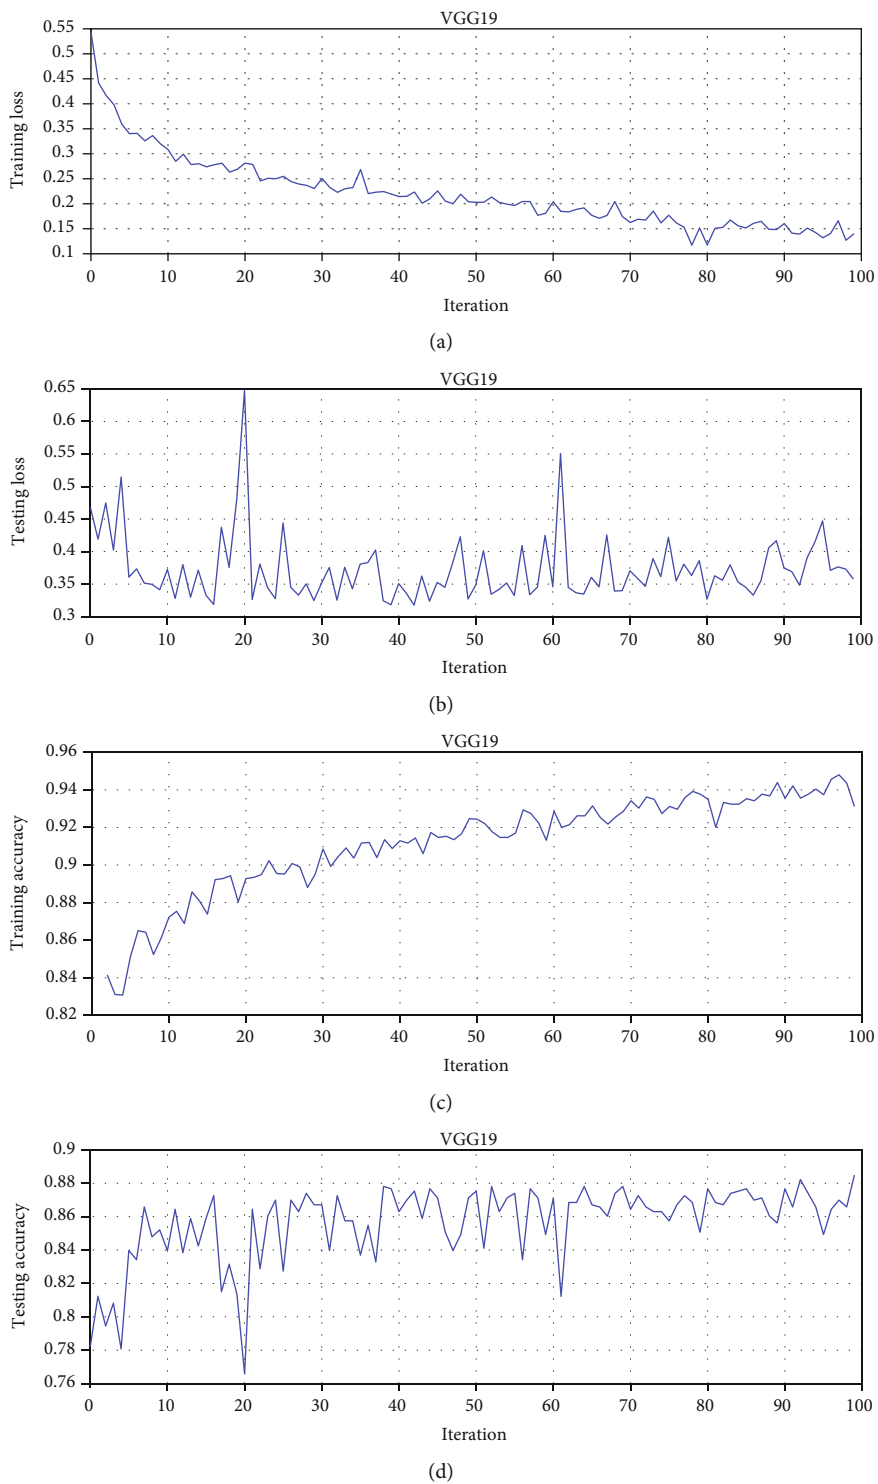 VGG19
0.55
0.5
0.45
0.4
0.35
0.3
0.25
0.2
0.15
0.1
Training loss
0 10 20 30 40 50 60 70 80 90 100
Iteration
(a)
VGG19
0.65
0.6
0.55
0.5
0.45
0.4
0.35
0.3
Testing loss
0 10 20 30 40 50 60 70 80 90 100
Iteration
(b)
VGG19
0.96
0.94
0.92
0.9
0.88
0.86
0.84
0.82
Training accuracy
0 10 20 30 40 50 60 70 80 90 100
Iteration
(c)
VGG19
0.9
0.88
0.86
0.84
0.82
0.8
0.78
0.76
Testing accuracy
0 10 20 30 40 50 60 70 80 90 100
Iteration
(d)